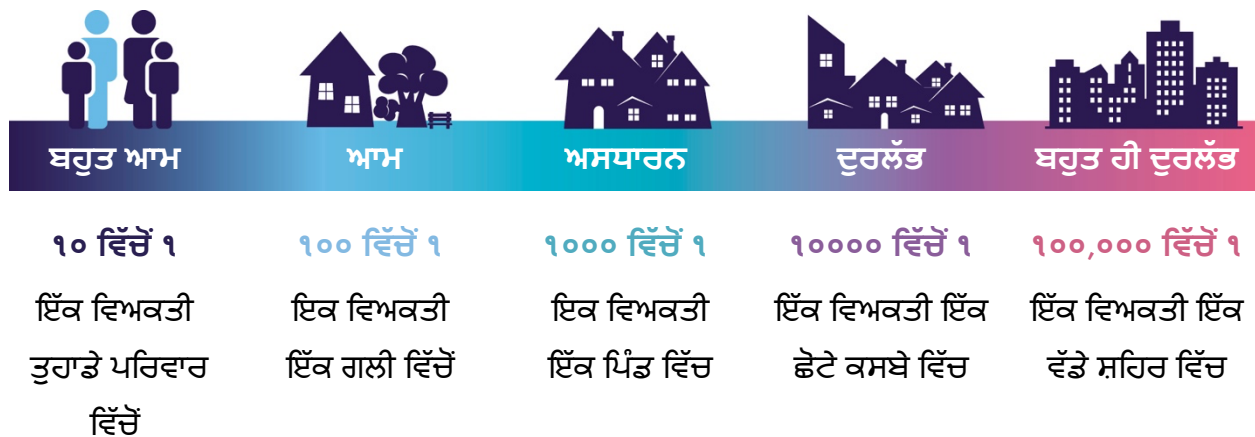 ਬਹੁਤ ਆਮ
ਆਮ
ਅਸਧਾਰਨ
ਦੁਰਲੱਭ
ਬਹੁਤ ਹੀ ਦੁਰਲੱਭ
੧੦ ਵਿੱਚੋਂ ੧
੧੦੦ ਵਿੱਚੋਂ ੧
੧੦੦੦ ਵਿੱਚੋਂ ੧
੧੦੦੦੦ ਵਿੱਚੋਂ ੧
੧੦੦,੦੦੦ ਵਿੱਚੋਂ ੧
ਇੱਕ ਵਿਅਕਤੀ
ਤੁਹਾਡੇ ਪਰਿਵਾਰ
ਵਿੱਚੋਂ
ਇਕ ਵਿਅਕਤੀ
ਇੱਕ ਗਲੀ ਵਿੱਚੋਂ
ਇਕ ਵਿਅਕਤੀ
ਇੱਕ ਪਿੰਡ ਵਿੱਚ
ਇੱਕ ਵਿਅਕਤੀ ਇੱਕ
ਛੋਟੇ ਕਸਬੇ ਵਿੱਚ
ਇੱਕ ਵਿਅਕਤੀ ਇੱਕ
ਵੱਡੇ ਸ਼ਹਿਰ ਵਿੱਚ